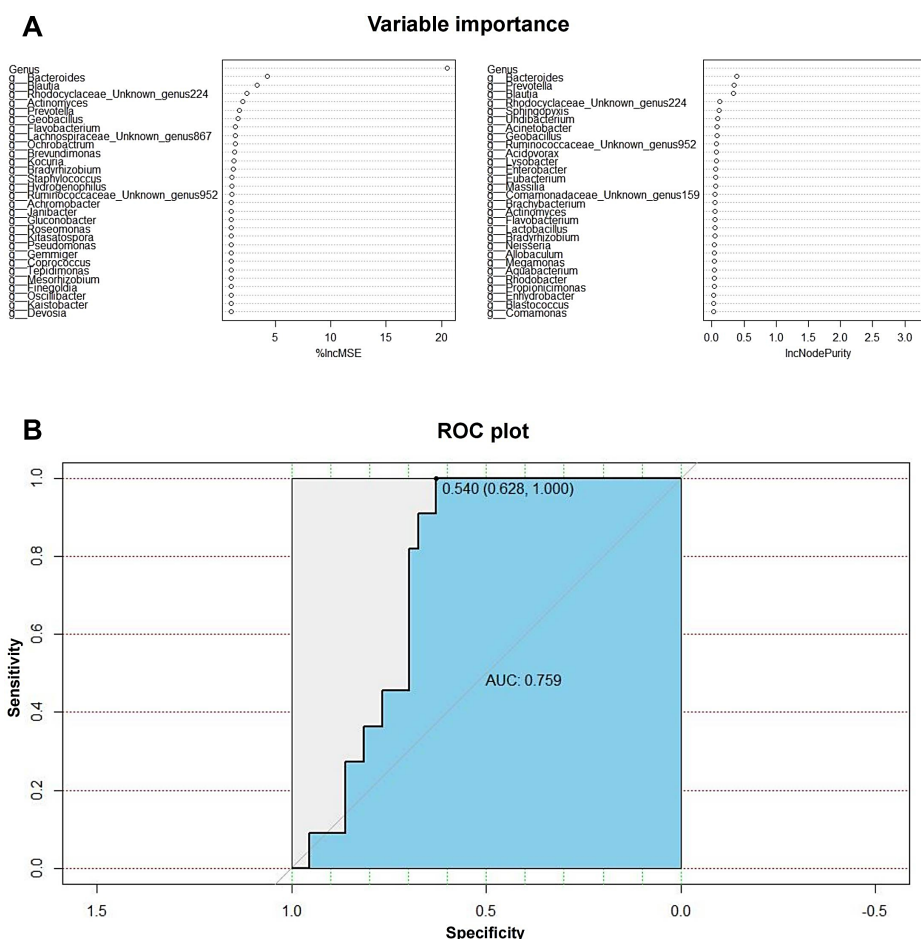 A
Variable importance
Genus
g__Bacteroides
g__Blautia
g__Rhodocyclaceae_Unknown_genus224
g__Actinomyces
g__Prevotella
g__Geobacillus
g__Flavobacterium
g__Lachnospiraceae_Unknown_genus867
g__Ochrobactrum
g__Brevundimonas
g__Kocuria
g__Bradyrhizobium
g__Staphylococcus
g__Hydrogenophilus
g__Ruminococcaceae_Unknown_genus952
g__Achromobacter
g__Janibacter
g__Gluconobacter
g__Roseomonas
g__Kitasatospora
g__Pseudomonas
g__Gemmiger
g__Coprococcus
g__Tepidimonas
g__Mesorhizobium
g__Finegoldia
g__Oscillibacter
g__Kaistobacter
g__Devosia
5 10 15 20
%IncMSE
Genus
g__Bacteroides
g__Prevotella
g__Blautia
g__Rhodocyclaceae_Unknown_genus224
g__Sphingopyxis
g__Undibacterium
g__Acinetobacter
g__Geobacillus
g__Ruminococcaceae_Unknown_genus952
g__Acidovorax
g__Lysobacter
g__Enterobacter
g__Eubacterium
g__Massilia
g__Comamonadaceae_Unknown_genus159
g__Brachybacterium
g__Actinomyces
g__Flavobacterium
g__Lactobacillus
g__Bradyrhizobium
g__Neisseria
g__Allobaculum
g__Megamonas
g__Aquabacterium
g__Rhodobacter
g__Propionicimonas
g__Enhydrobacter
g__Blastococcus
g__Comamonas
0.0 0.5 1.0 1.5 2.0 2.5 3.0
IncNodePurity
B
ROC plot
Sensitivity
0.0 0.2 0.4 0.6 0.8 1.0
0.540 (0.628, 1.000)
AUC: 0.759
1.5 1.0 0.5 0.0 -0.5
Specificity